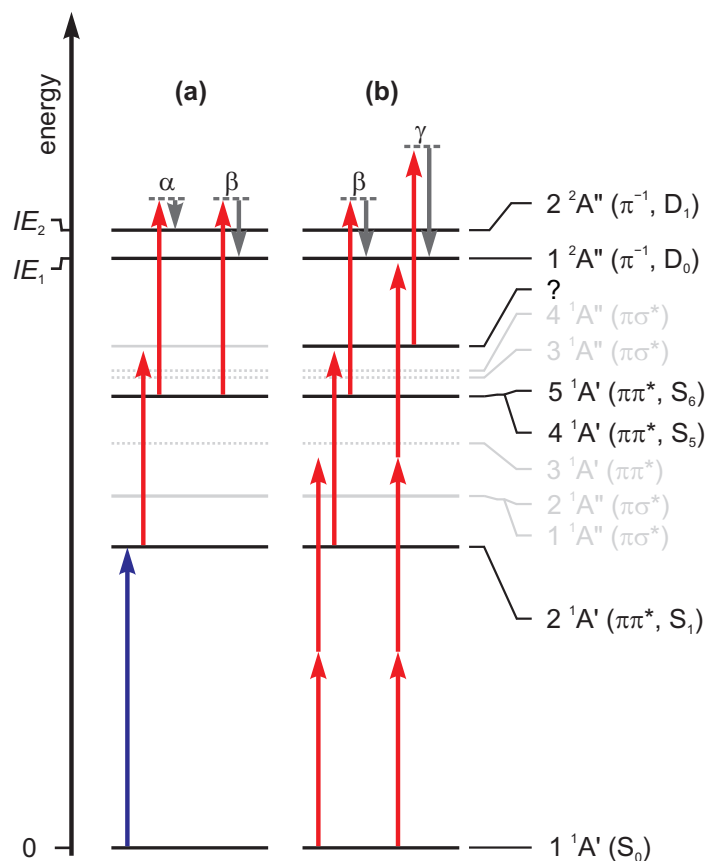 energy
(a)
(b)
α
β
β
γ
IE₂
IE₁
0
2 ²A" (π⁻¹, D₁)
1 ²A" (π⁻¹, D₀)
?
4 ¹A" (πσ*)
3 ¹A" (πσ*)
5 ¹A' (ππ*, S₆)
4 ¹A' (ππ*, S₅)
3 ¹A' (ππ*)
2 ¹A" (πσ*)
1 ¹A" (πσ*)
2 ¹A' (ππ*, S₁)
1 ¹A' (S₀)